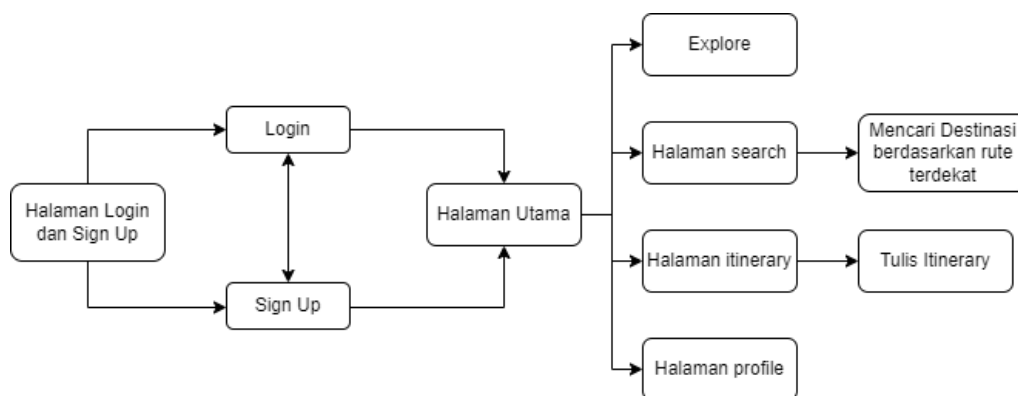 Halaman Login
dan Sign Up
Login
Sign Up
Halaman Utama
Explore
Halaman search
Mencari Destinasi
berdasarkan rute
terdekat
Halaman itinerary
Tulis Itinerary
Halaman profile